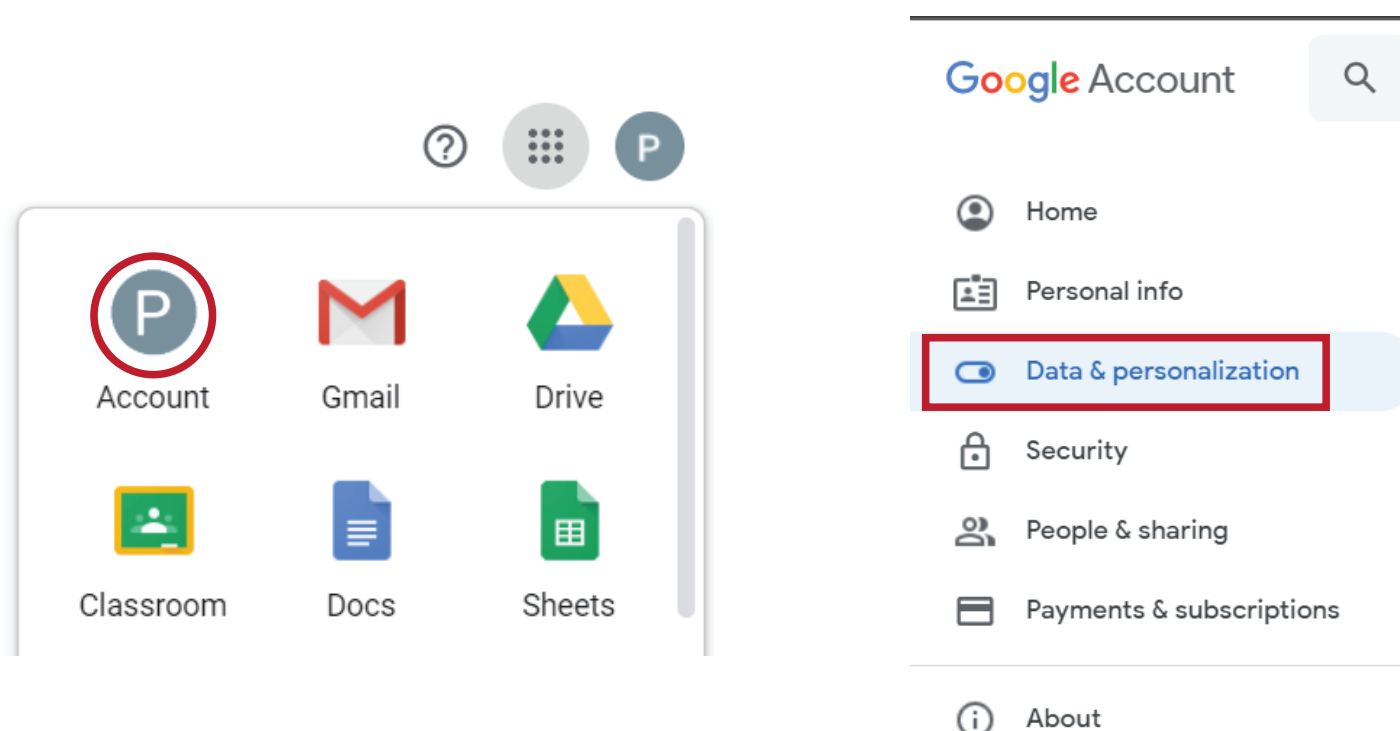 P
P
Account Gmail Drive
Classroom Docs Sheets
Google Account
Home
Personal info
Data & personalization
Security
People & sharing
Payments & subscriptions
About